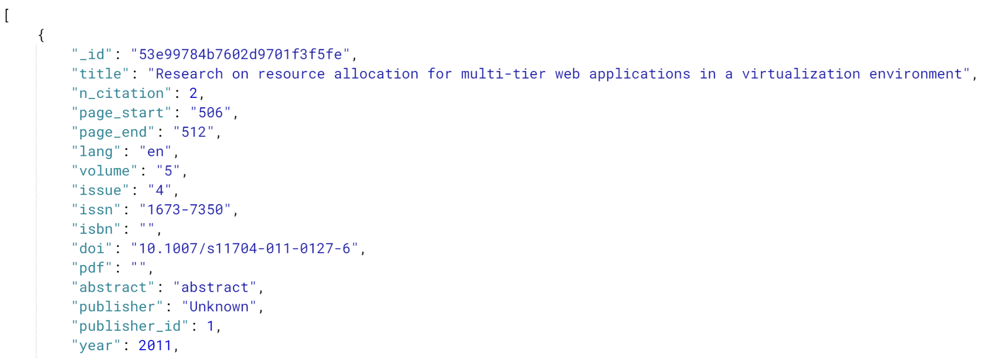 [
{
"_id": "53e99784b7602d9701f3f5fe",
"title": "Research on resource allocation for multi-tier web applications in a virtualization environment",
"n_citation": 2,
"page_start": "506",
"page_end": "512",
"lang": "en",
"volume": "5",
"issue": "4",
"issn": "1673-7350",
"isbn": "",
"doi": "10.1007/s11704-011-0127-6",
"pdf": "",
"abstract": "abstract",
"publisher": "Unknown",
"publisher_id": 1,
"year": 2011,